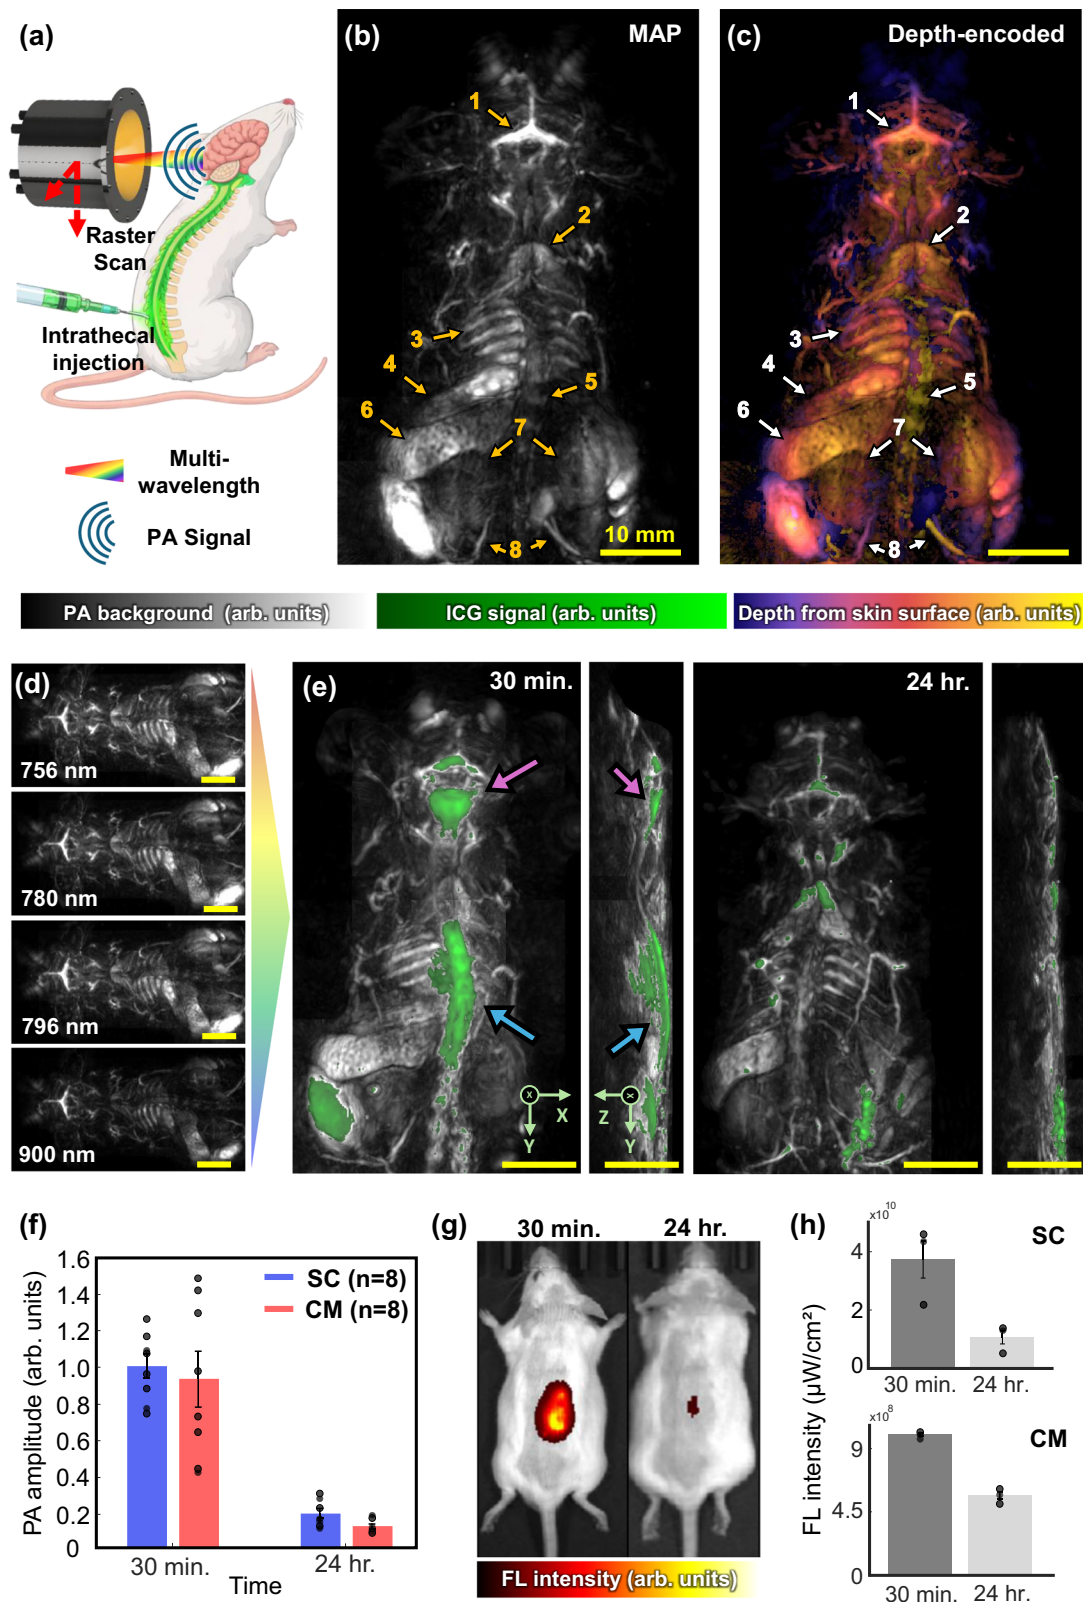 (a)
Raster
Scan
Intrathecal
injection
Multi-
wavelength
PA Signal
(b)
MAP
1
2
3
4
5
6
7
8
10 mm
(c)
Depth-encoded
1
2
3
4
5
6
7
8
PA background (arb. units)
ICG signal (arb. units)
Depth from skin surface (arb. units)
(d)
756 nm
780 nm
796 nm
900 nm
(e)
30 min.
24 hr.
X
X
Y
X
Z
Y
(f)
PA amplitude (arb. units)
1.6
1.4
1.2
1.0
0.8
0.6
0.4
0.2
0
SC (n=8)
CM (n=8)
30 min.
24 hr.
Time
(g)
30 min.
24 hr.
FL intensity (arb. units)
(h)
FL intensity (µW/cm²)
x10¹⁰
SC
4
2
0
30 min.
24 hr.
x10⁸
CM
9
4.5
0
30 min.
24 hr.